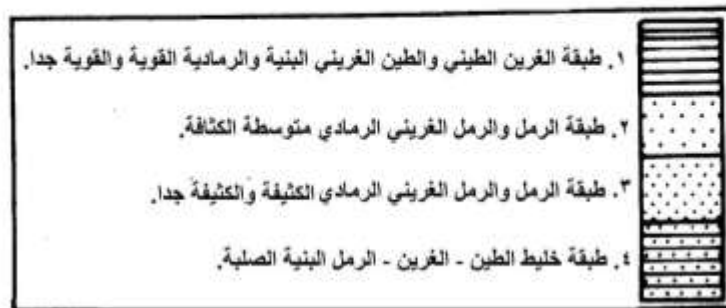 ١. طبقة الغرين الطيني والطين الغريني البنية والرمادية القوية والقوية جدا.
٢. طبقة الرمل والرمل الغريني الرمادي متوسطة الكثافة.
٣. طبقة الرمل والرمل الغريني الرمادي الكثيفة والكثيفة جدا.
٤. طبقة خليط الطين - الغرين - الرمل البنية الصلبة.